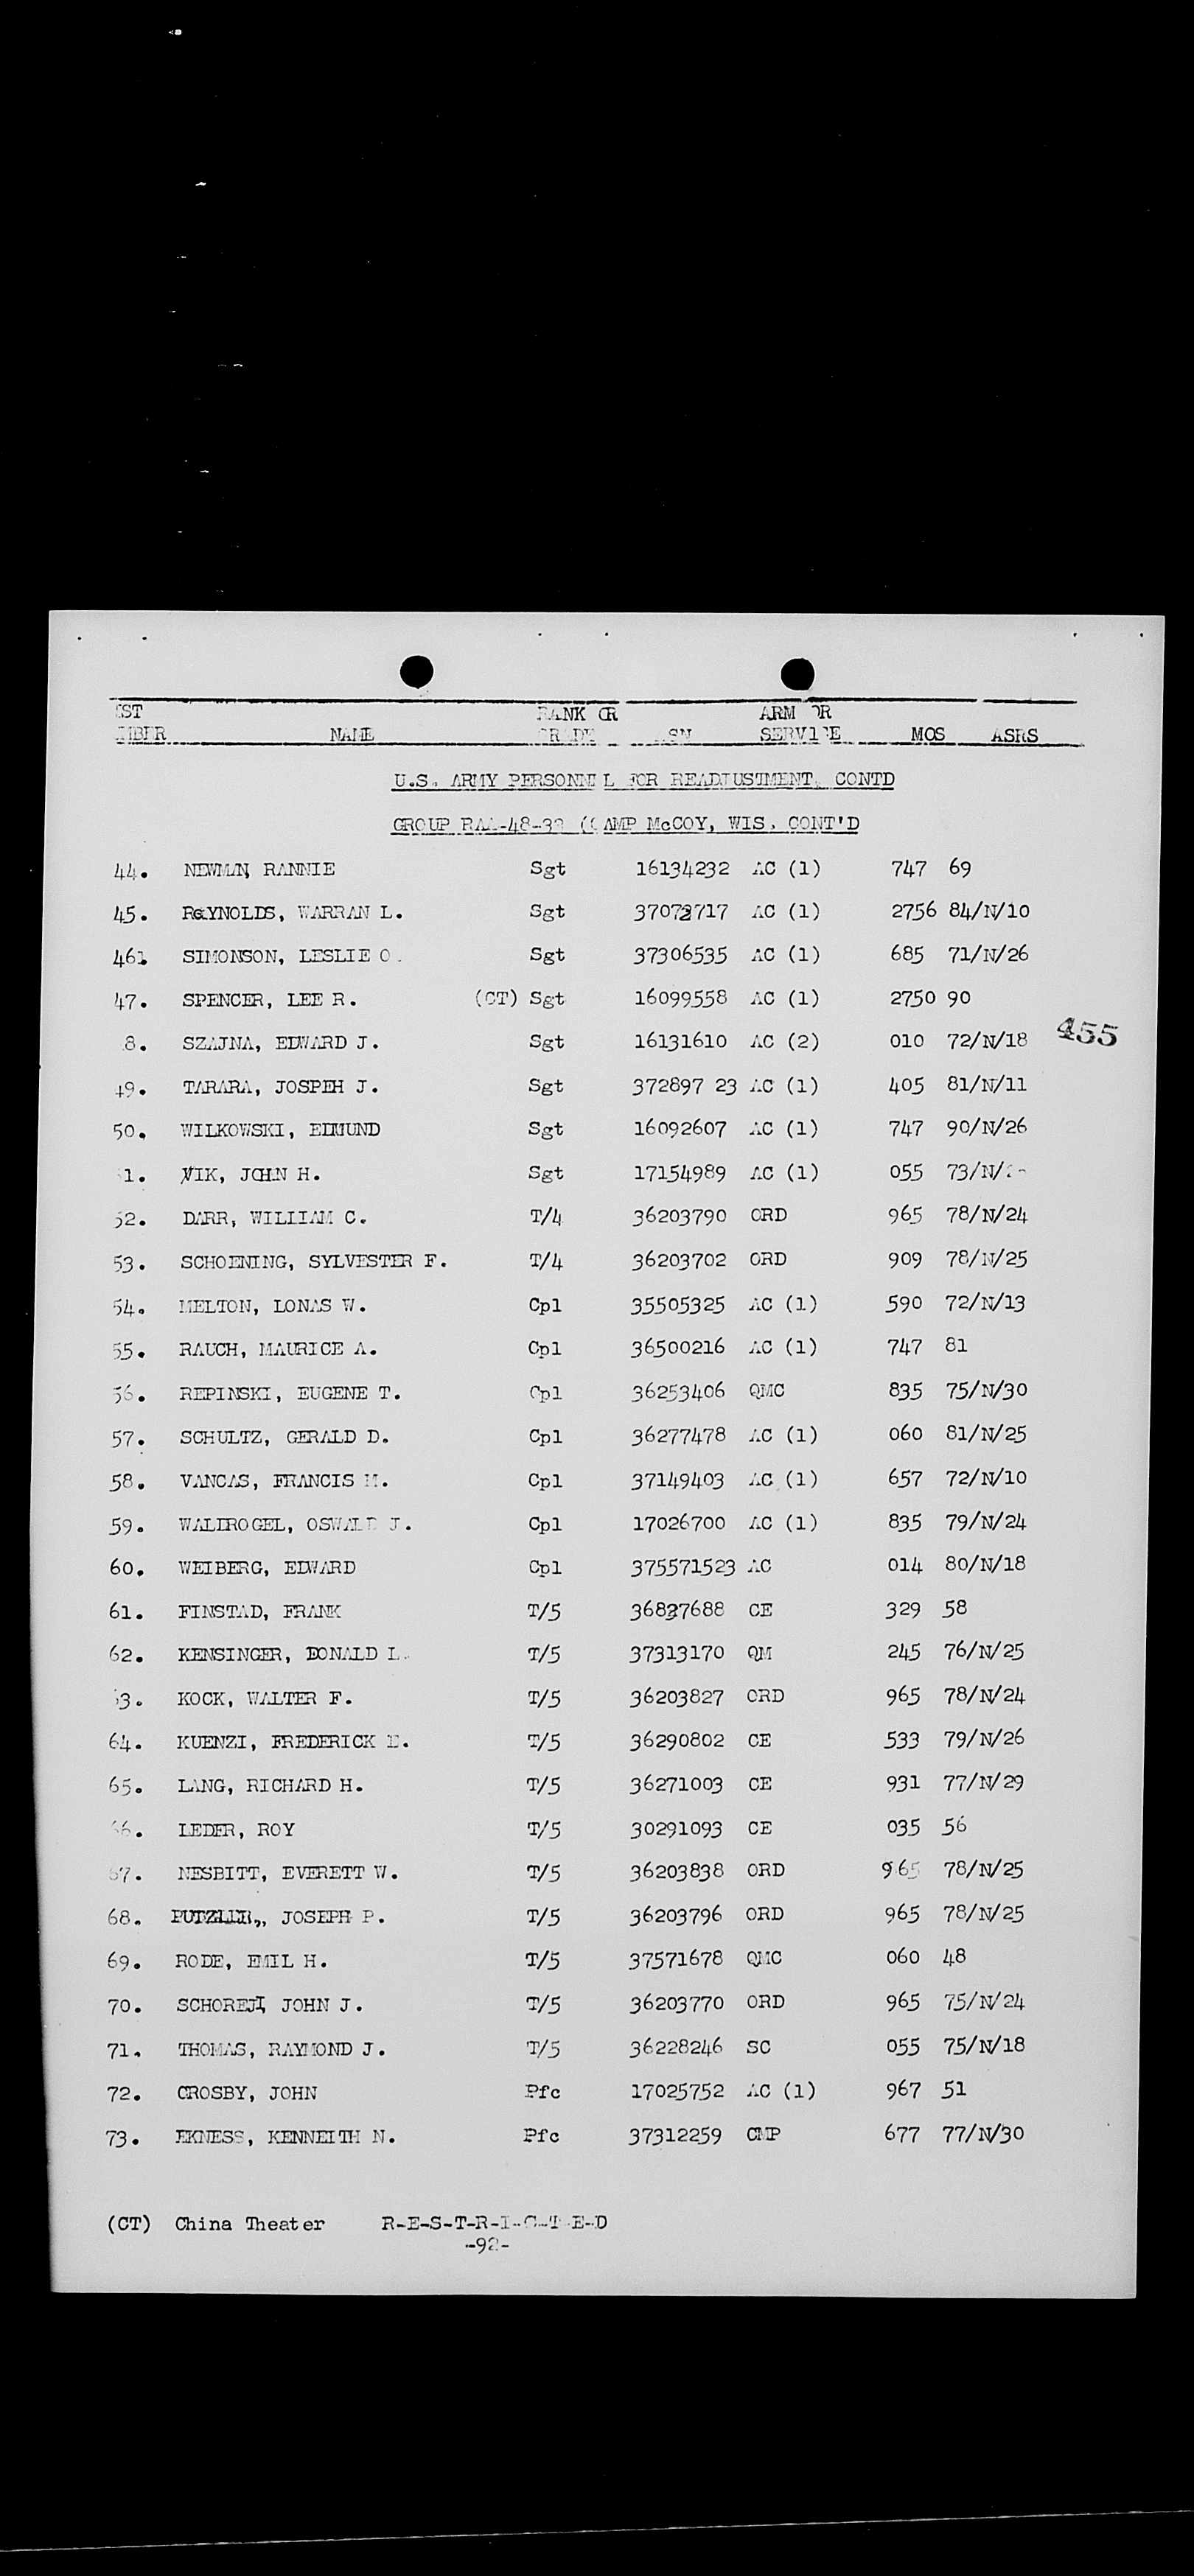 RANK OR ARM OR
NAME SERVICE MOS ASRS
U.S. ARMY PERSONNEL FOR READJUSTMENT, CONTD
GROUP (CAMP McCOY, WIS. CONT'D
44. NEWMAN, RANNIE Sgt 16134232 AC (1) 747 69
45. REYNOLDS, WARRAN L. Sgt 37072717 AC (1) 2756 84/N/10
46. SIMONSON, LESLIE O. Sgt 37306535 AC (1) 685 71/N/26
47. SPENCER, LEE R. (CT) Sgt 16099558 AC (1) 2750 90
8. SZAJNA, EDWARD J. Sgt 16131610 AC (2) 010 72/N/18 455
49. TARARA, JOSPEH J. Sgt 372897 23 AC (1) 405 81/N/11
50. WILKOWSKI, EDMUND Sgt 16092607 AC (1) 747 90/N/26
1. VIK, JOHN H. Sgt 17154989 AC (1) 055
52. DARR, WILLIAM C. T/4 36203790 ORD 965 78/N/24
53. SCHOENING, SYLVESTER F. T/4 36203702 ORD 909 78/N/25
54. MELTON, LONAS W. Cpl 35505325 AC (1) 590 72/N/13
55. RAUCH, MAURICE A. Cpl 36500216 AC (1) 747 81
56. REPINSKI, EUGENE T. Cpl 36253406 QMC 835 75/N/30
57. SCHULTZ, GERALD D. Cpl 36277478 AC (1) 060 81/N/25
58. VANCAS, FRANCIS M. Cpl 37149403 AC (1) 657 72/N/10
59. WALDROGEL, OSWALD J. Cpl 17026700 AC (1) 835 79/N/24
60. WEIBERG, EDWARD Cpl 375571523 AC 014 80/N/18
61. FINSTAD, FRANK T/5 36827688 CE 329 58
62. KENSINGER, DONALD L. T/5 37313170 QM 245 76/N/25
63. KOCK, WALTER F. T/5 36203827 ORD 965 78/N/24
64. KUENZI, FREDERICK E. T/5 36290802 CE 533 79/N/26
65. LANG, RICHARD H. T/5 36271003 CE 931 77/N/29
66. LEDER, ROY T/5 30291093 CE 035 56
67. NESBITT, EVERETT W. T/5 36203838 ORD 965 78/N/25
68. JOSEPH P. T/5 36203796 ORD 965 78/N/25
69. RODE, EMIL H. T/5 37571678 QMC 060 48
70. JOHN J. T/5 36203770 ORD 965 75/N/24
71. THOMAS, RAYMOND J. T/5 36228246 SC 055 75/N/18
72. CROSBY, JOHN Pfc 17025752 AC (1) 967 51
73. EKNESS, KENNEITH N. Pfc 37312259 CMP 677 77/N/30
(CT) China Theater R-E-S-T-R-I-C-T-E-D
-92-